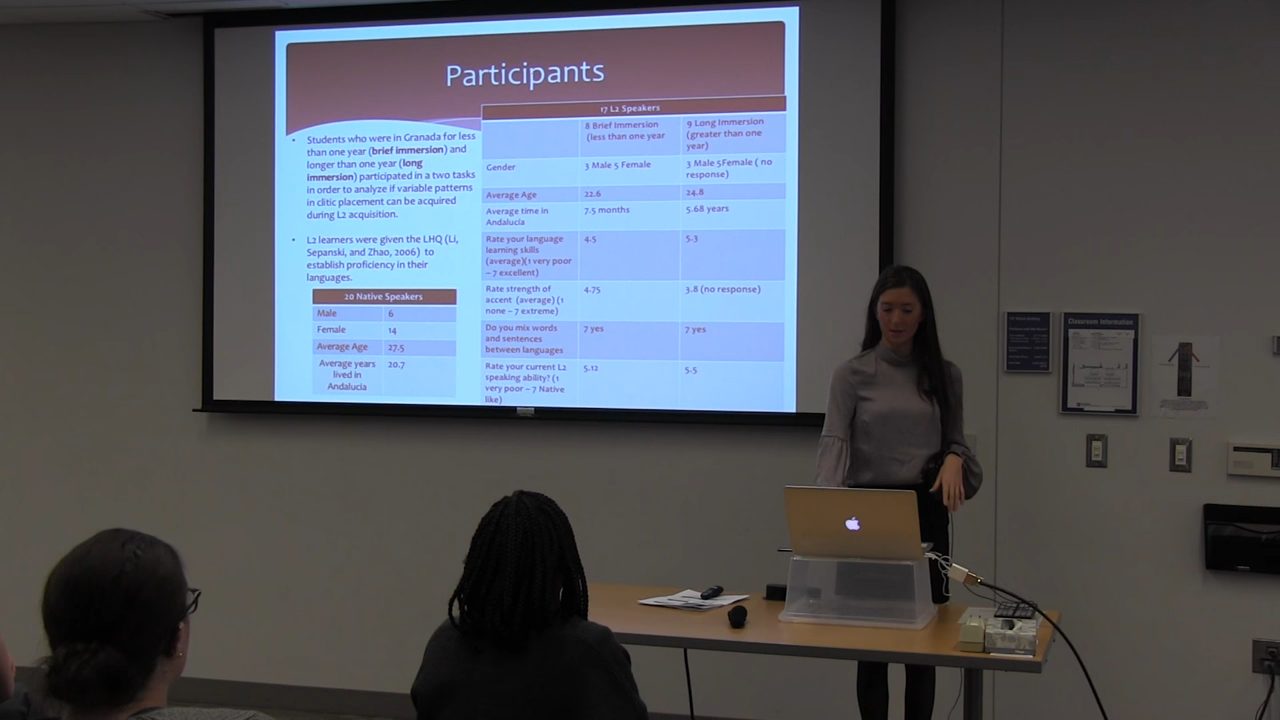 Participants
• Students who were in Granada for less
than one year (brief immersion) and
longer than one year (long
immersion) participated in a two tasks
in order to analyze if variable patterns
in clitic placement can be acquired
during L2 acquisition.
• L2 learners were given the LHQ (Li,
Sepanski, and Zhao, 2006) to
establish proficiency in their
languages.
20 Native Speakers
Male 6
Female 14
Average Age 27.5
Average years 20.7
lived in
Andalucia
17 L2 Speakers
8 Brief Immersion
(less than one year
9 Long Immersion
(greater than one
year)
Gender
3 Male 5 Female
3 Male 5Female ( no
response)
Average Age 22.6 24.8
Average time in
Andalucia
7.5 months
5.68 years
Rate your language
learning skills
(average)(1 very poor
– 7 excellent)
4.5
5.3
Rate strength of
accent (average) (1
none – 7 extreme)
4.75
3.8 (no response)
Do you mix words
and sentences
between languages
7 yes
7 yes
Rate your current L2
speaking ability? (1
very poor – 7 Native
like)
5.12
5.5
Classroom Information